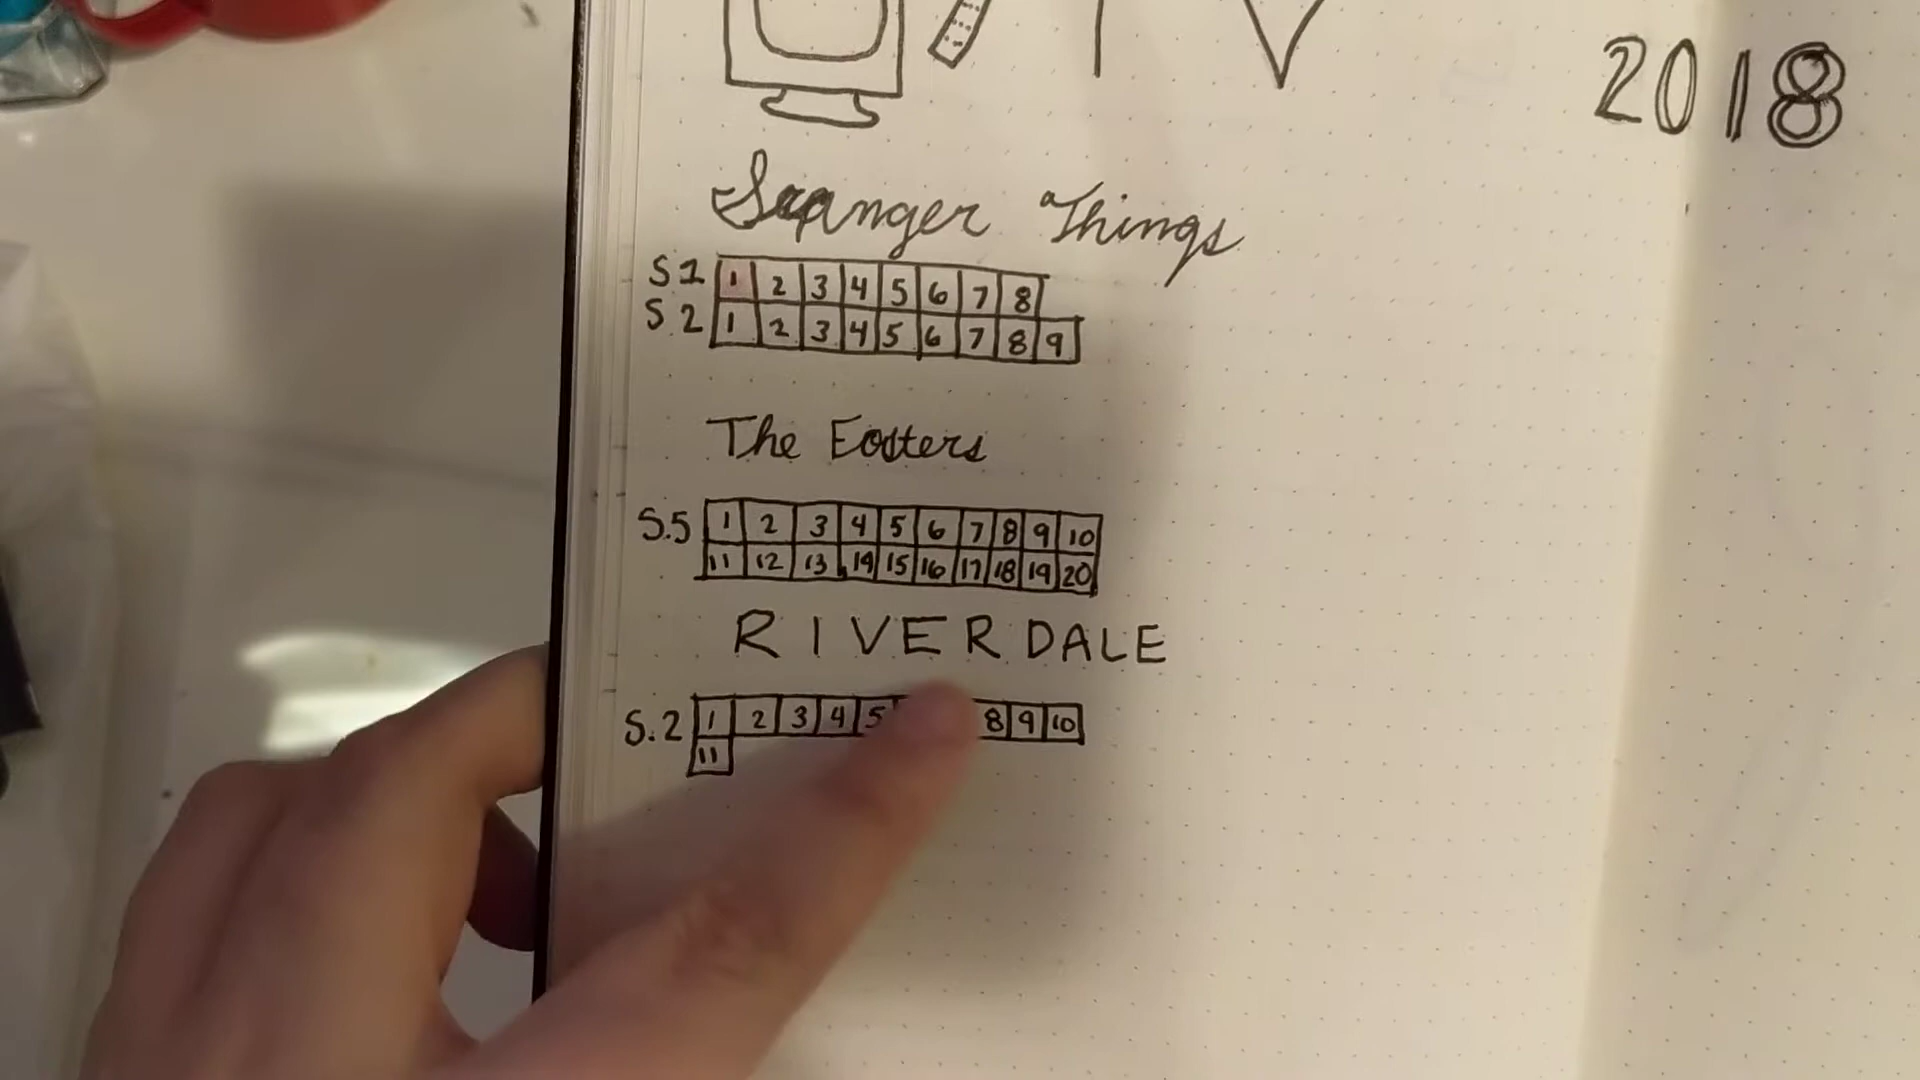 TV
2018
Stranger Things
S1 1 2 3 4 5 6 7 8
S.2 1 2 3 4 5 6 7 8 9
The Fosters
S.5 1 2 3 4 5 6 7 8 9 10
11 12 13 14 15 16 17 18 19 20
RIVERDALE
S.2 1 2 3 4 5 8 9 10
11